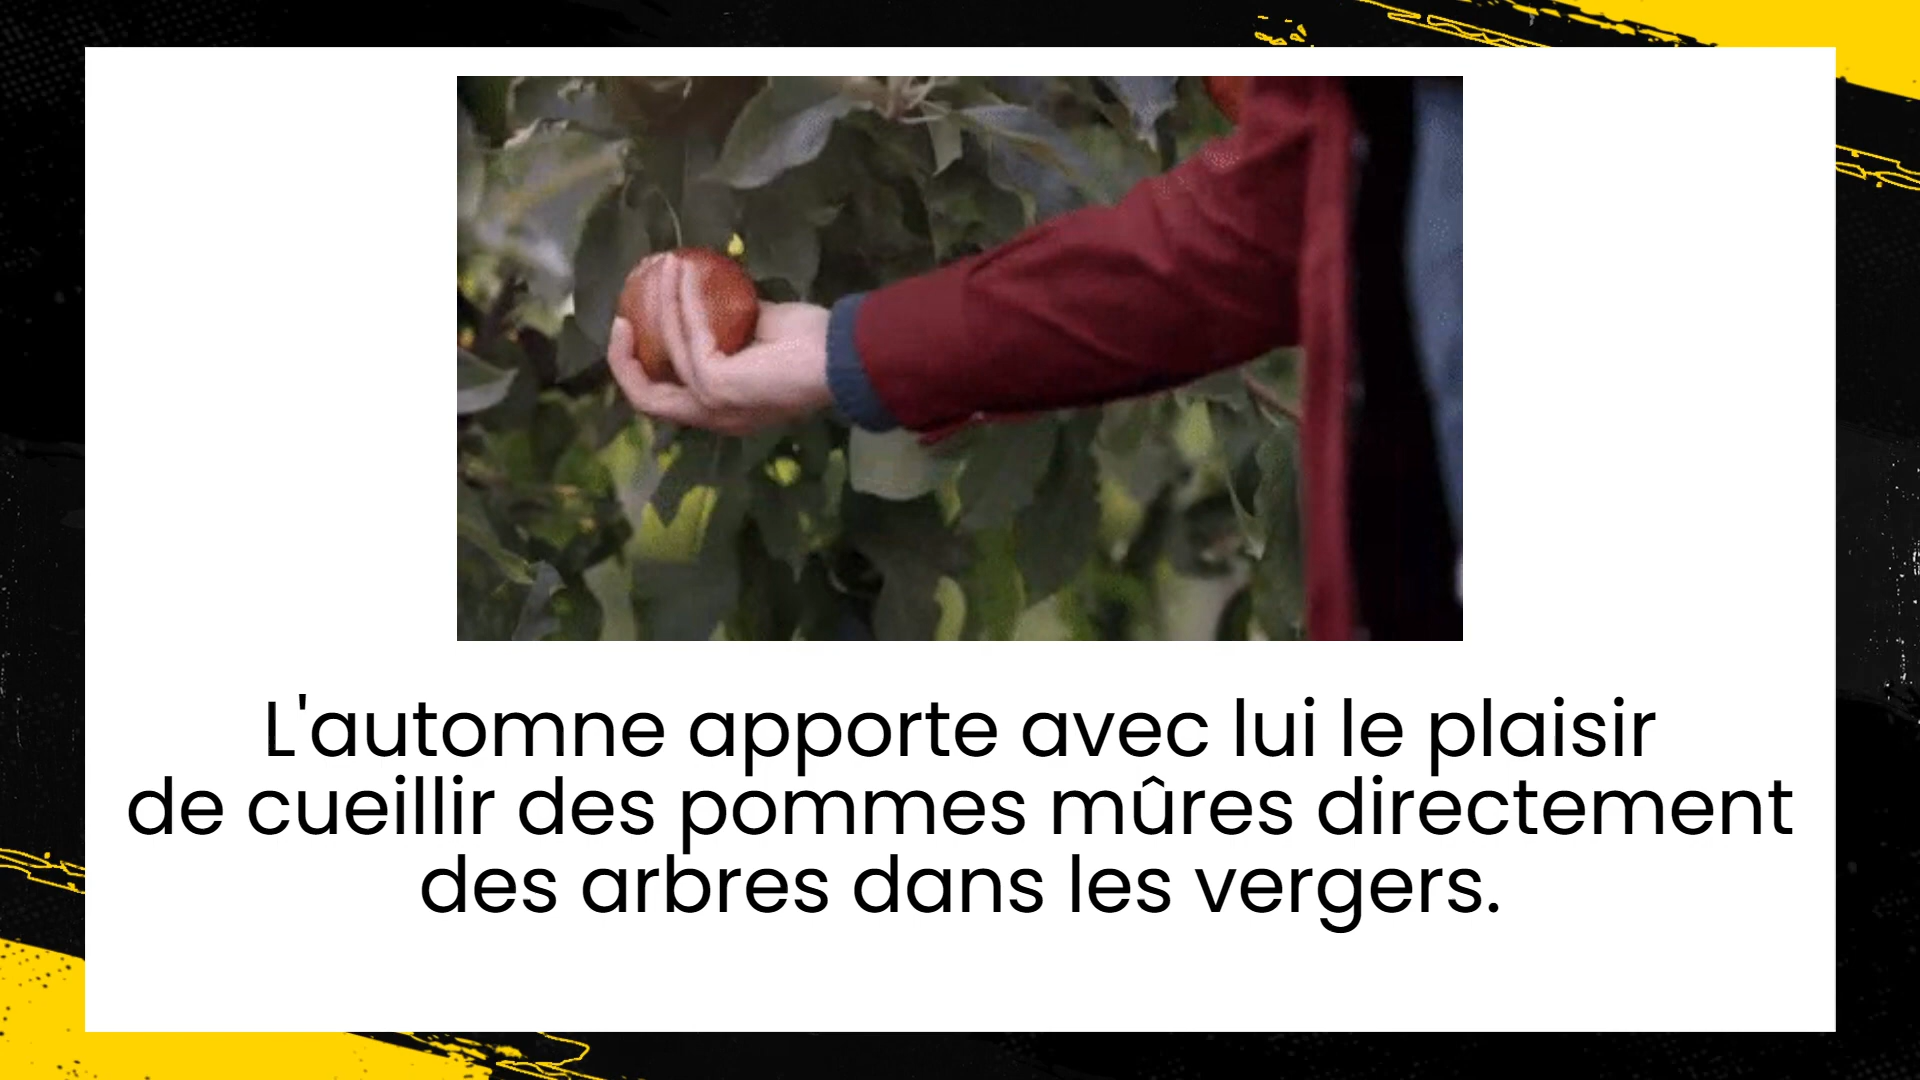 L'automne apporte avec lui le plaisir
de cueillir des pommes mûres directement
des arbres dans les vergers.